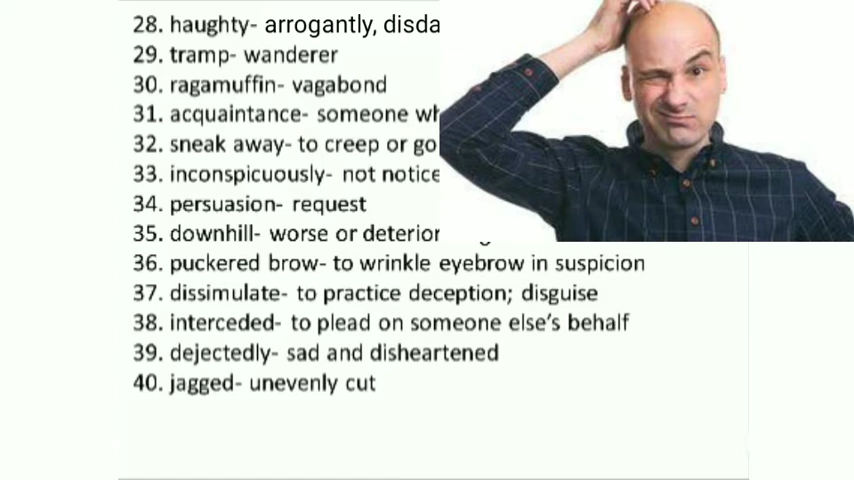 28. haughty- arrogantly, disda
29. tramp- wanderer
30. ragamuffin- vagabond
31. acquaintance- someone wh
32. sneak away- to creep or go
33. inconspicuously- not notice
34. persuasion- request
35. downhill- worse or deterior
36. puckered brow- to wrinkle eyebrow in suspicion
37. dissimulate- to practice deception; disguise
38. interceded- to plead on someone else's behalf
39. dejectedly- sad and disheartened
40. jagged- unevenly cut